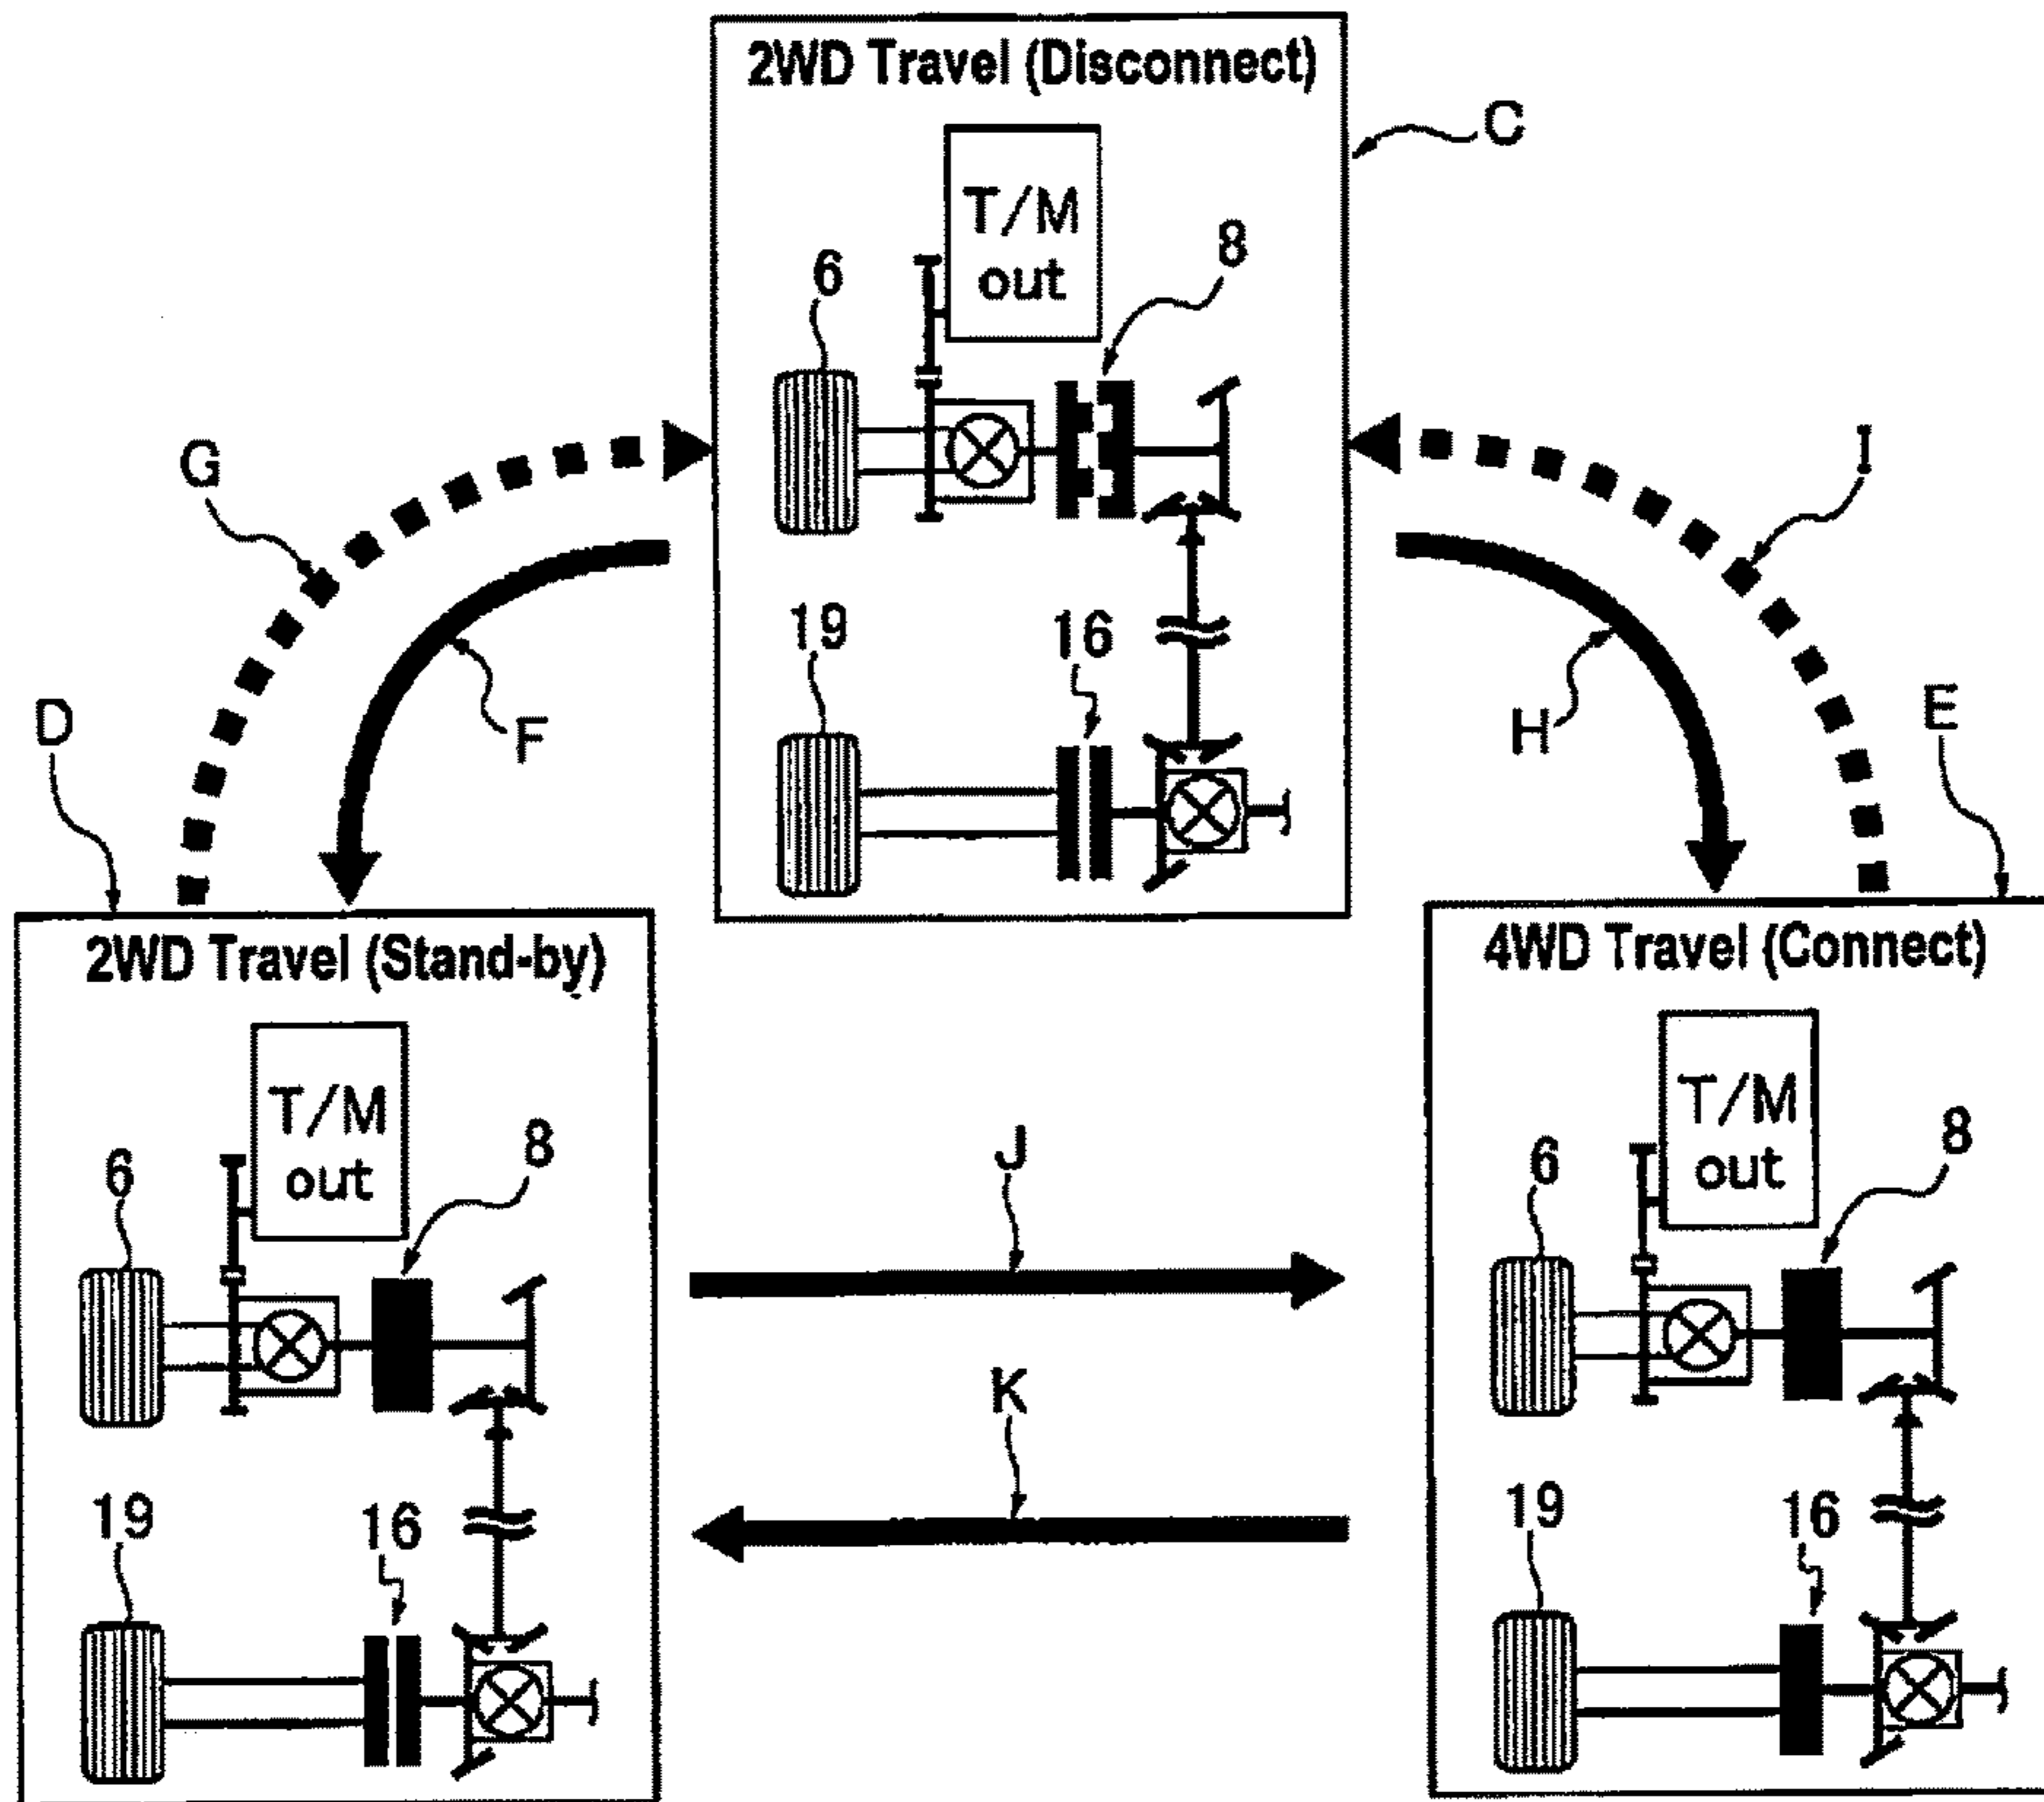 2WD Travel (Disconnect)
C
T/M
out
6
8
G
I
19
16
D
F
H
E
2WD Travel (Stand-by)
T/M
out
6
8
19
16
J
K
4WD Travel (Connect)
T/M
out
6
8
19
16